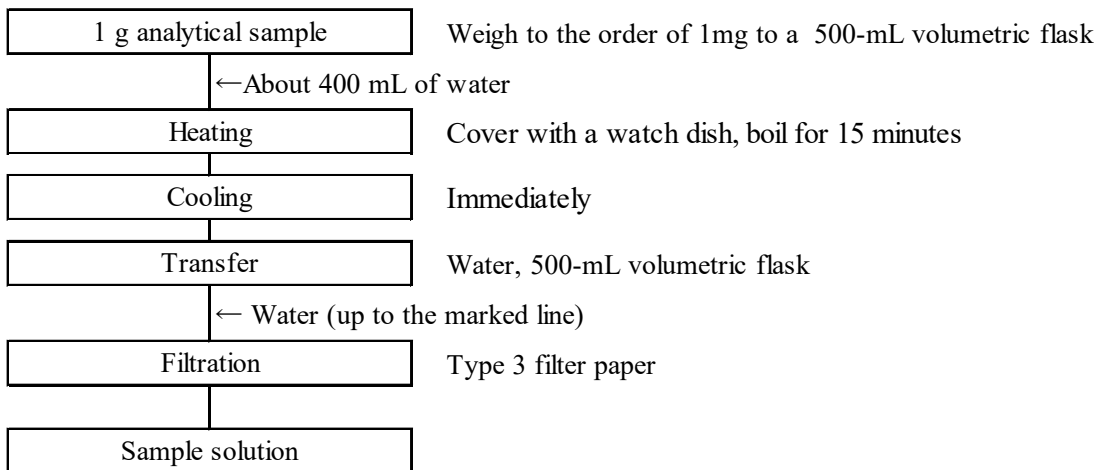 1 g analytical sample Weigh to the order of 1mg to a 500-mL volumetric flask
←About 400 mL of water
Heating Cover with a watch dish, boil for 15 minutes
Cooling Immediately
Transfer Water, 500-mL volumetric flask
← Water (up to the marked line)
Filtration Type 3 filter paper
Sample solution